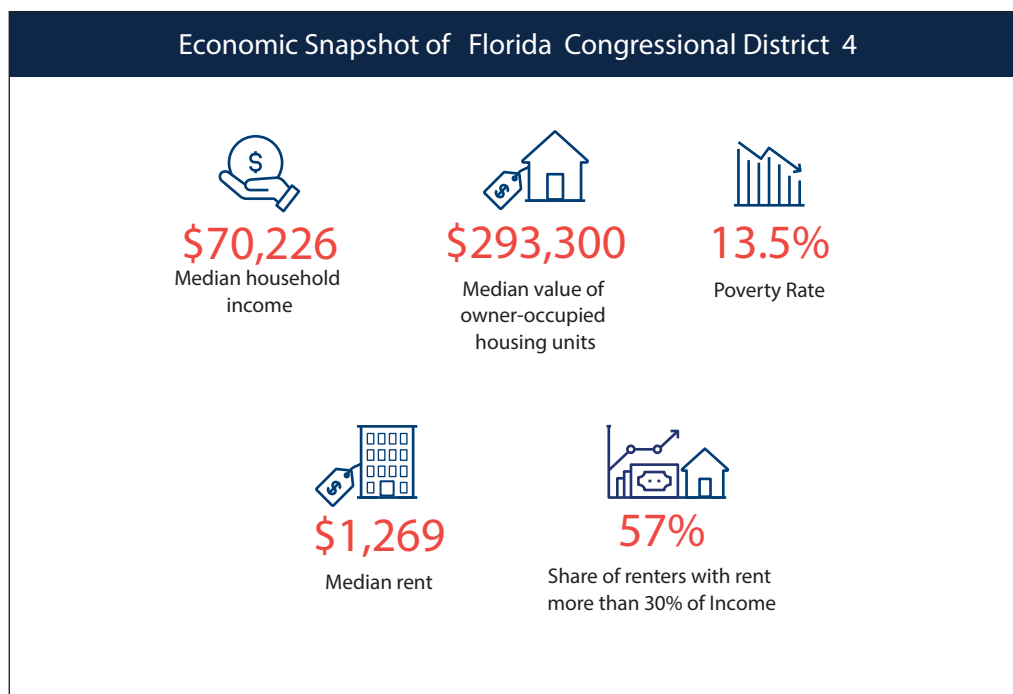 Economic Snapshot of Florida Congressional District 4
$
$
$70,226
Median household
income
$293,300
Median value of
owner-occupied
housing units
13.5%
Poverty Rate
$
$1,269
Median rent
57%
Share of renters with rent
more than 30% of Income